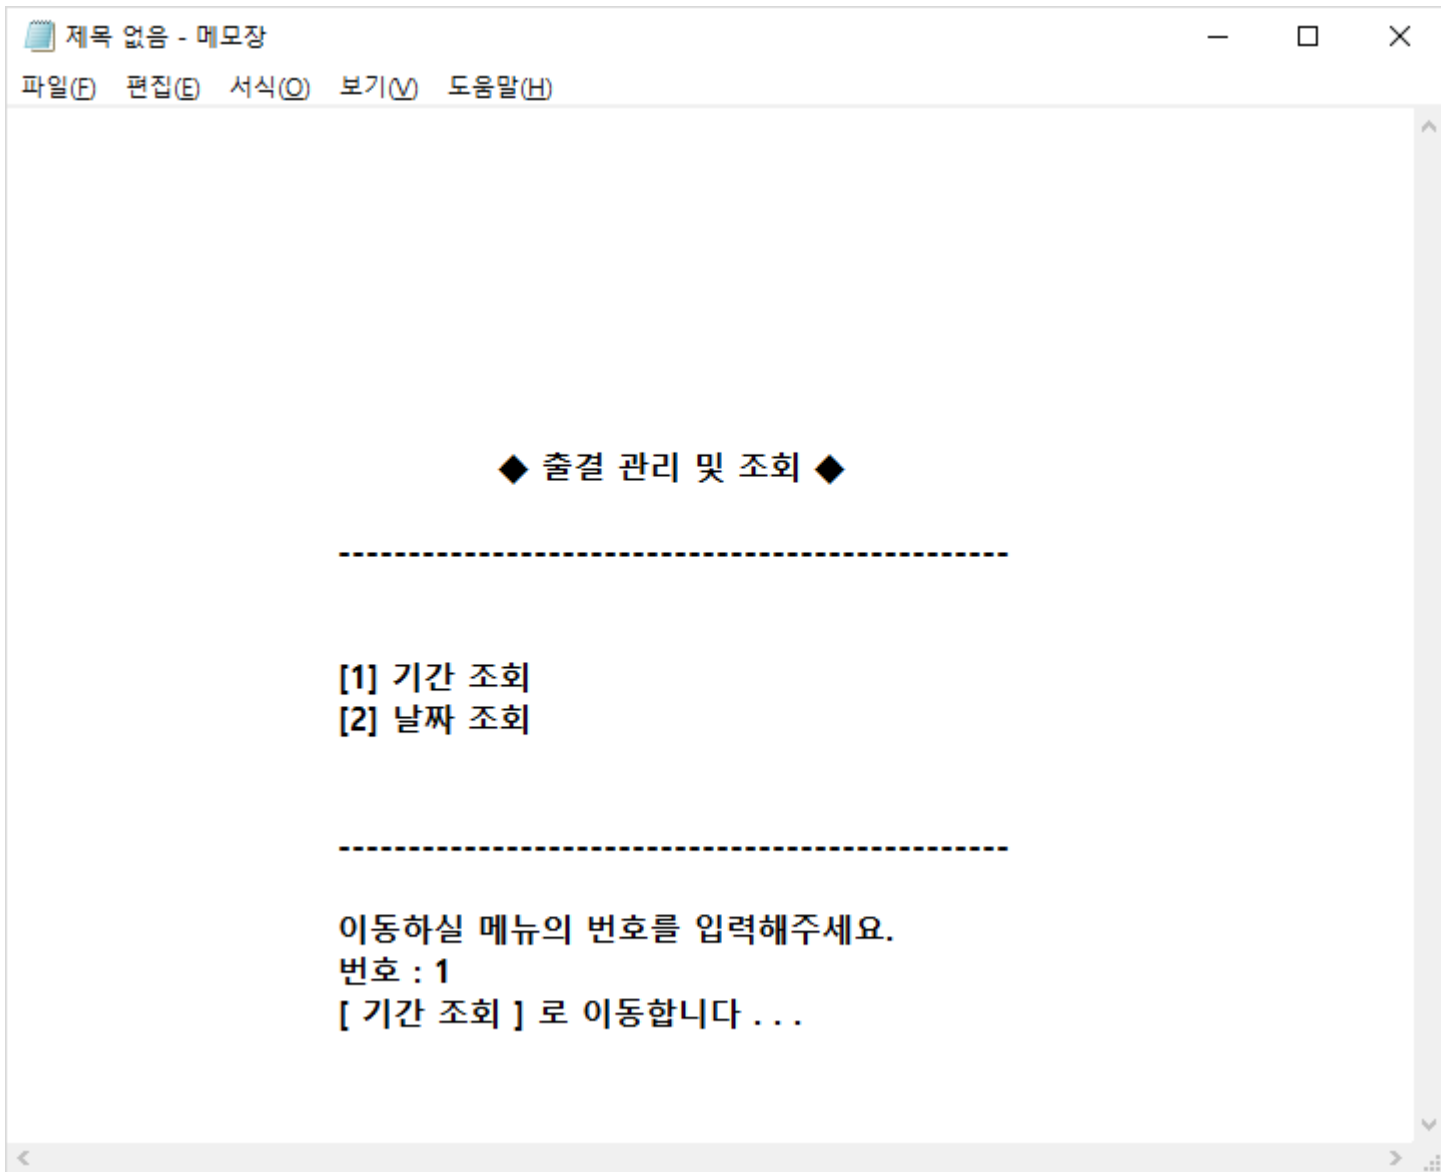 제목 없음 - 메모장
파일(F) 편집(E) 서식(O) 보기(V) 도움말(H)
◆ 출결 관리 및 조회 ◆
------------------------------------------------
[1] 기간 조회
[2] 날짜 조회
------------------------------------------------
이동하실 메뉴의 번호를 입력해주세요.
번호 : 1
[ 기간 조회 ] 로 이동합니다 . . .